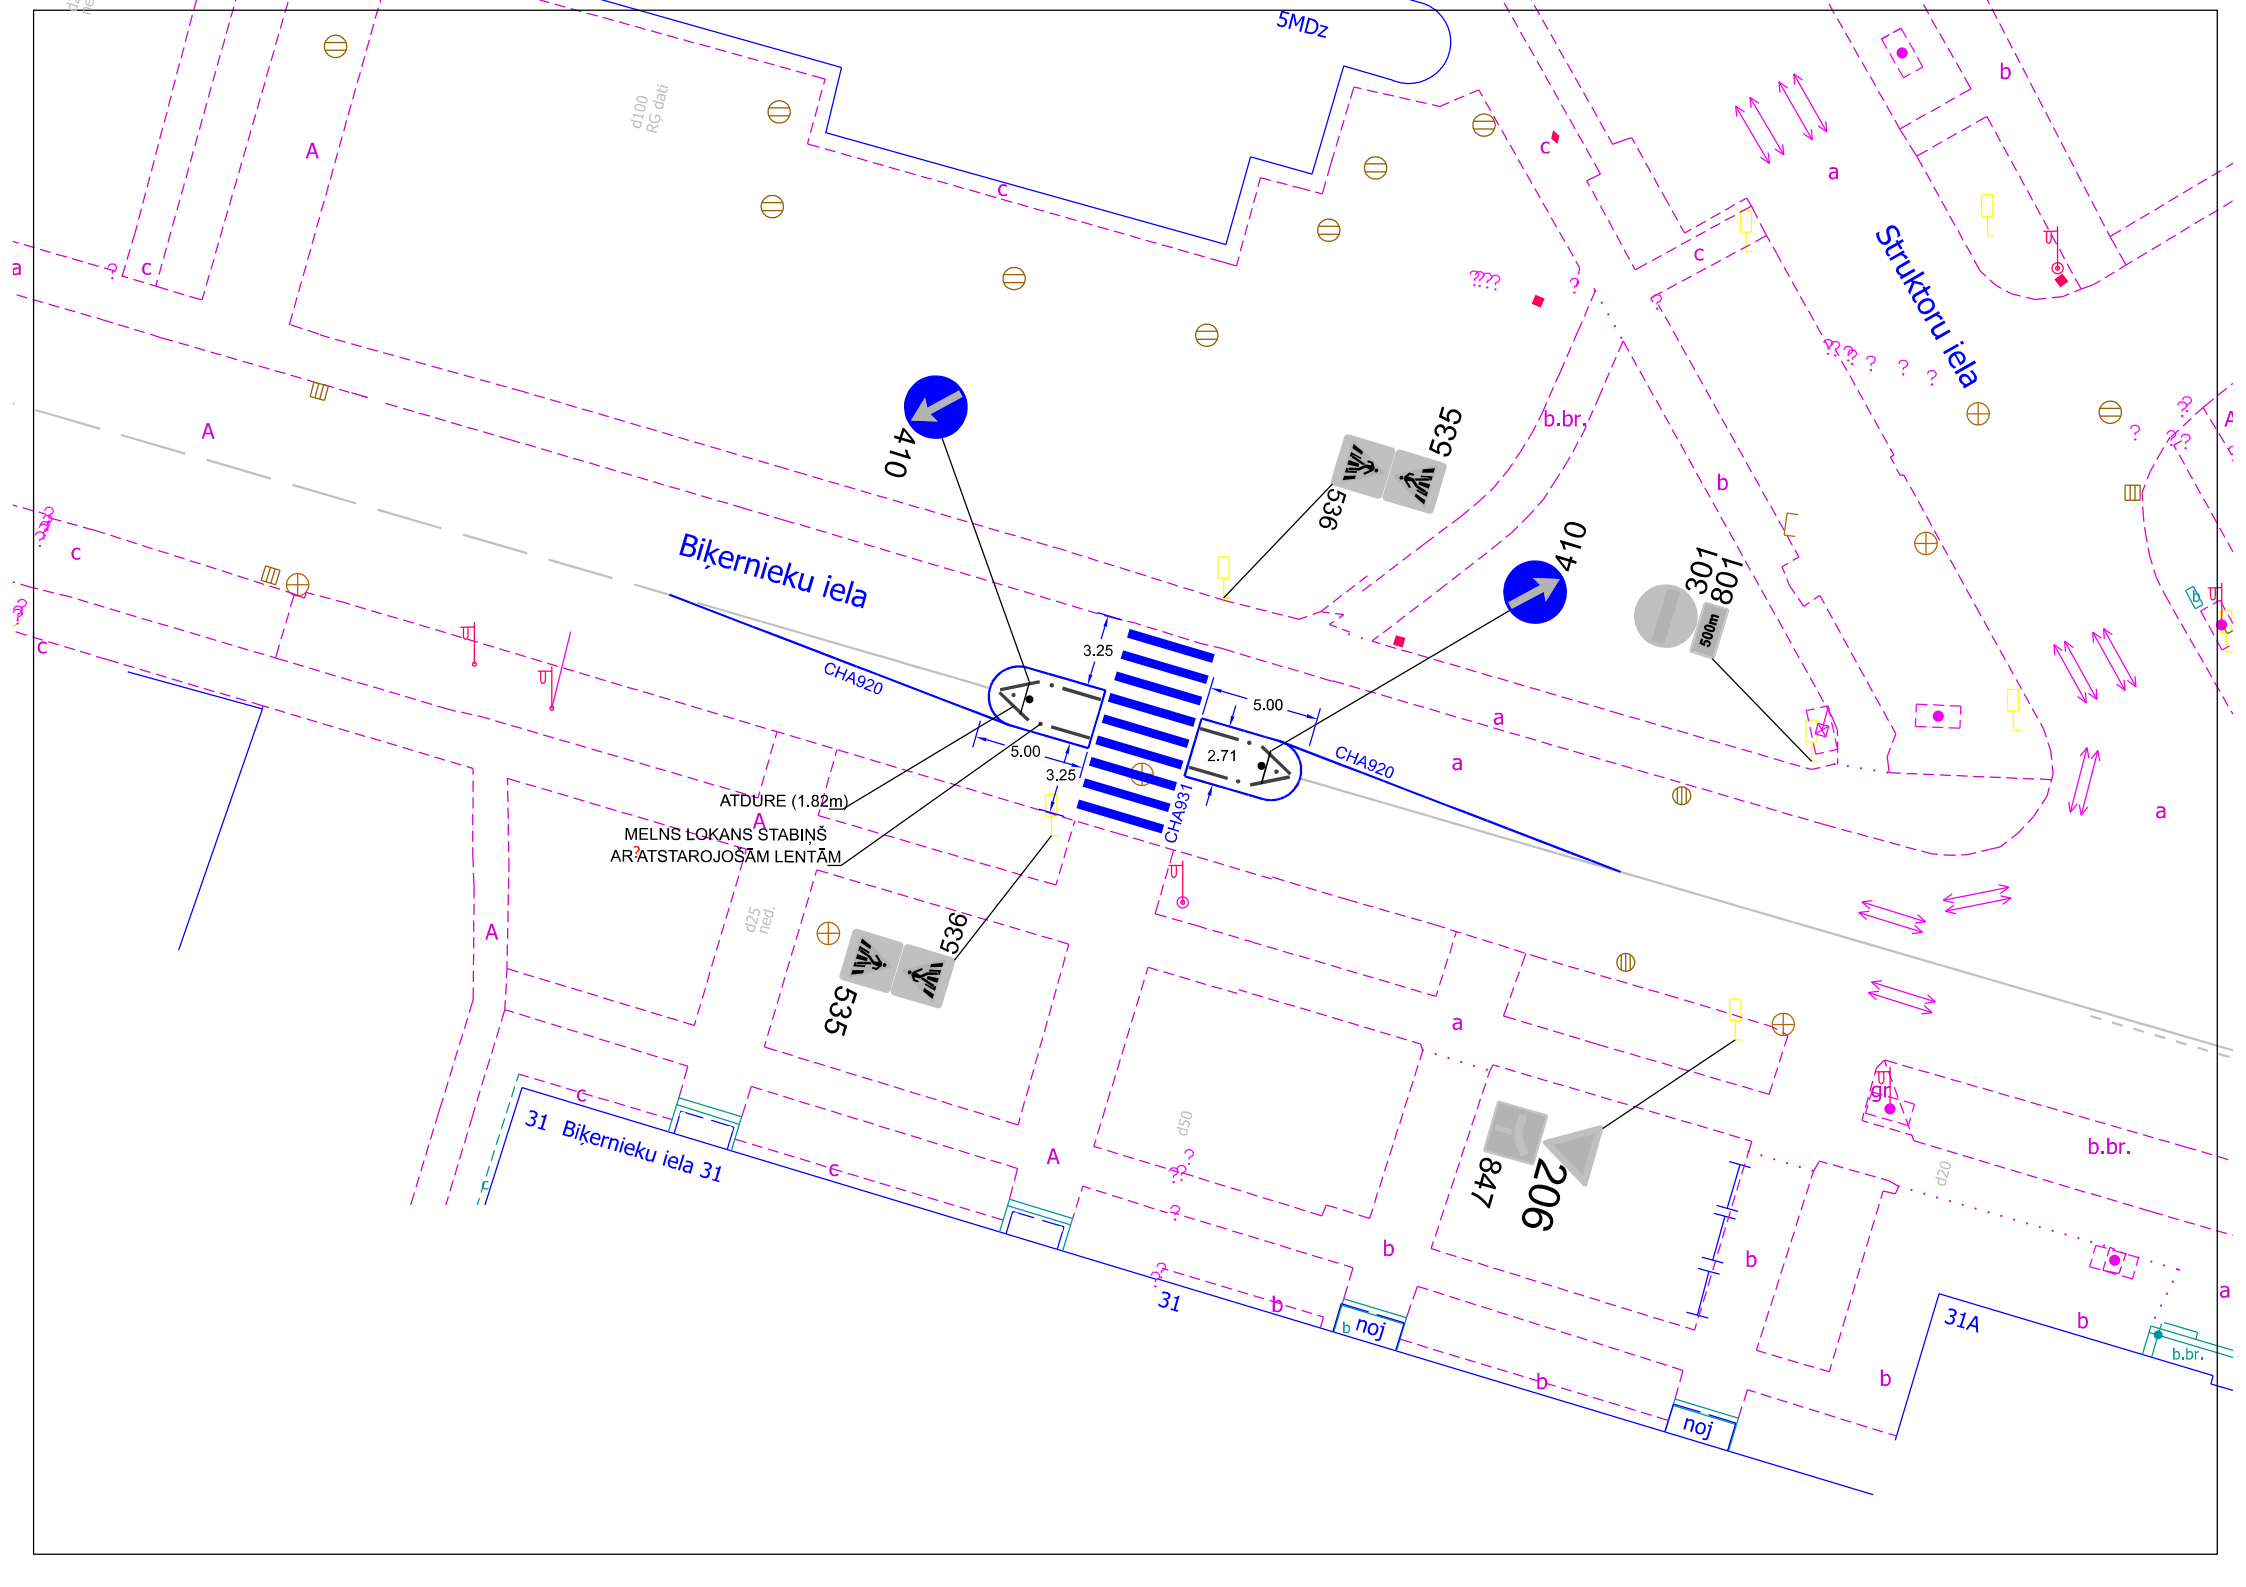 5MDz
b
d100
RĢ dati
A
c
a
c
c
a
c
Struktoru iela
A
410
535
536
b.br.
b
A
c
Biķernieku iela
410
301
801
500m
b
c
3.25
CHA920
5.00
a
a
5.00
2.71
CHA920
3.25
CHA931
ATDURE (1.82m)
A
MELNS LOKANS STABIŅŠ
AR ATSTAROJOŠĀM LENTĀM
a
d25
ned.
A
536
535
a
c
31 Biķernieku iela 31
c
c
A
d50
847
206
gr.
b.br.
d20
b
b
a
31
b
b
noj
31A
b
b.br.
b
b
noj